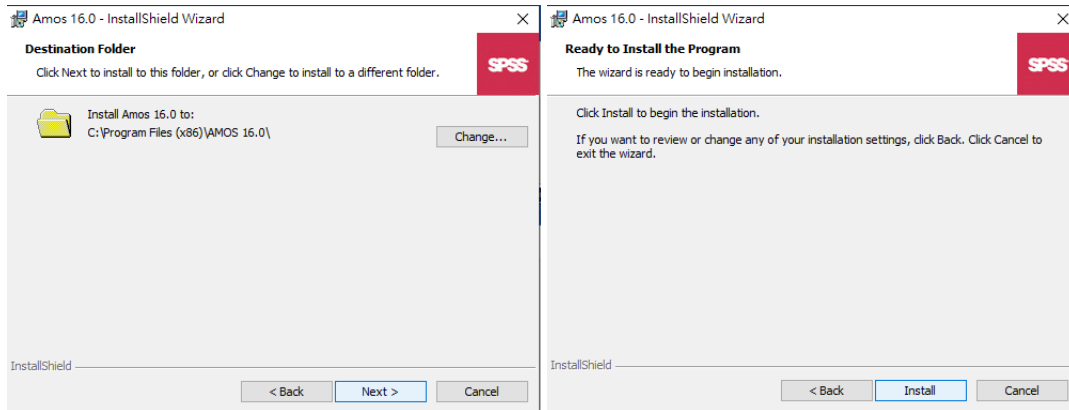 Amos 16.0 - InstallShield Wizard
Destination Folder
Click Next to install to this folder, or click Change to install to a different folder.
SPSS
Install Amos 16.0 to:
C:\Program Files (x86)\AMOS 16.0\
Change...
InstallShield
< Back
Next >
Cancel
Amos 16.0 - InstallShield Wizard
Ready to Install the Program
The wizard is ready to begin installation.
SPSS
Click Install to begin the installation.
If you want to review or change any of your installation settings, click Back. Click Cancel to
exit the wizard.
InstallShield
< Back
Install
Cancel